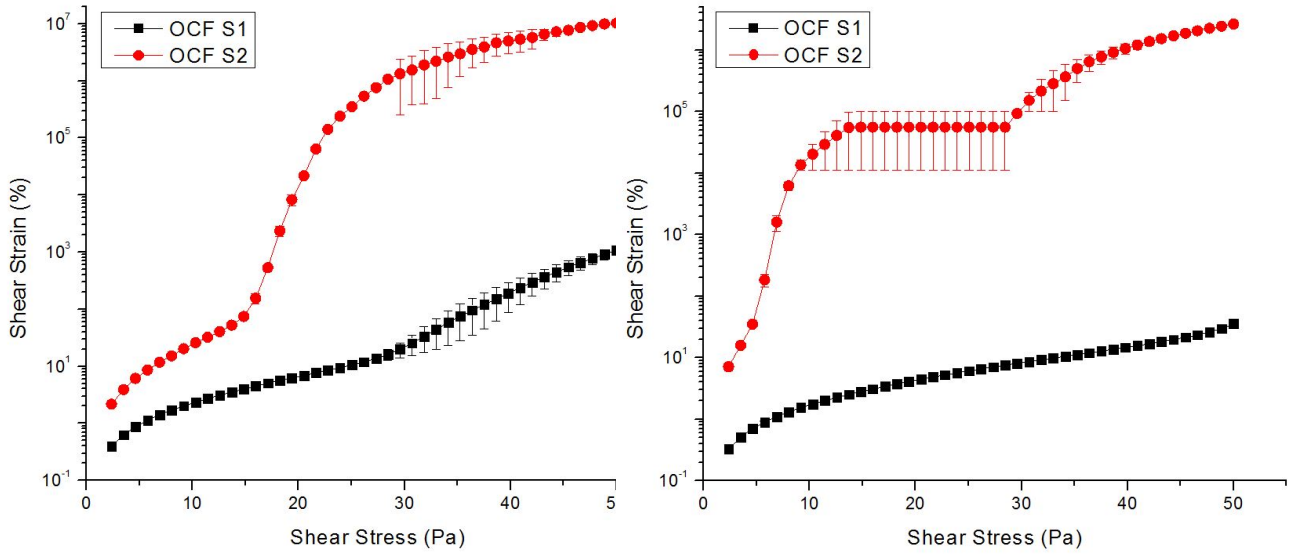 OCF S1
OCF S2
10^7
10^5
10^3
10^1
10^-1
Shear Strain (%)
0 10 20 30 40 5
Shear Stress (Pa)
OCF S1
OCF S2
10^5
10^3
10^1
10^-1
Shear Strain (%)
0 10 20 30 40 50
Shear Stress (Pa)